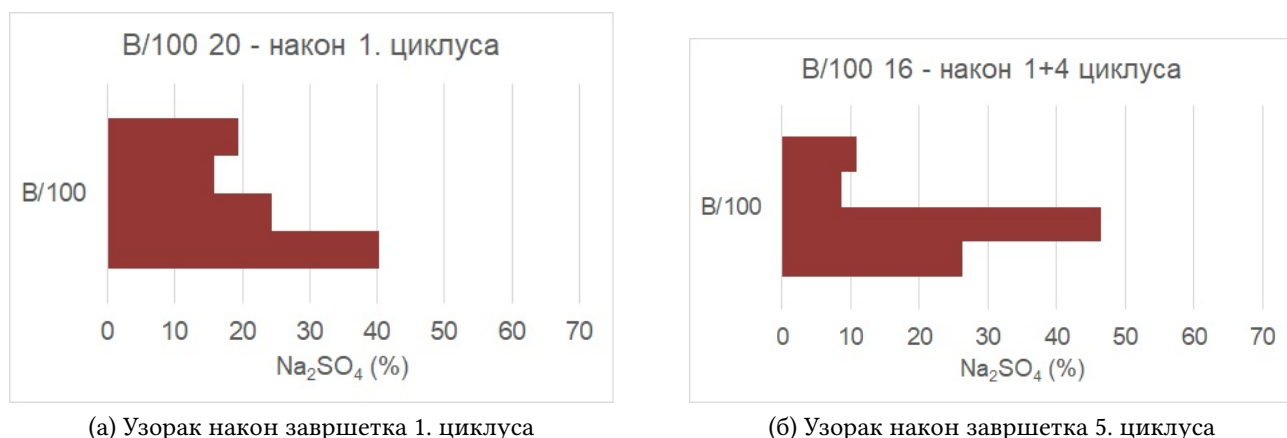 В/100 20 - након 1. циклуса
В/100
0 10 20 30 40 50 60 70
Na₂SO₄ (%)
(а) Узорак након завршетка 1. циклуса
В/100 16 - након 1+4 циклуса
В/100
0 10 20 30 40 50 60 70
Na₂SO₄ (%)
(б) Узорак након завршетка 5. циклуса